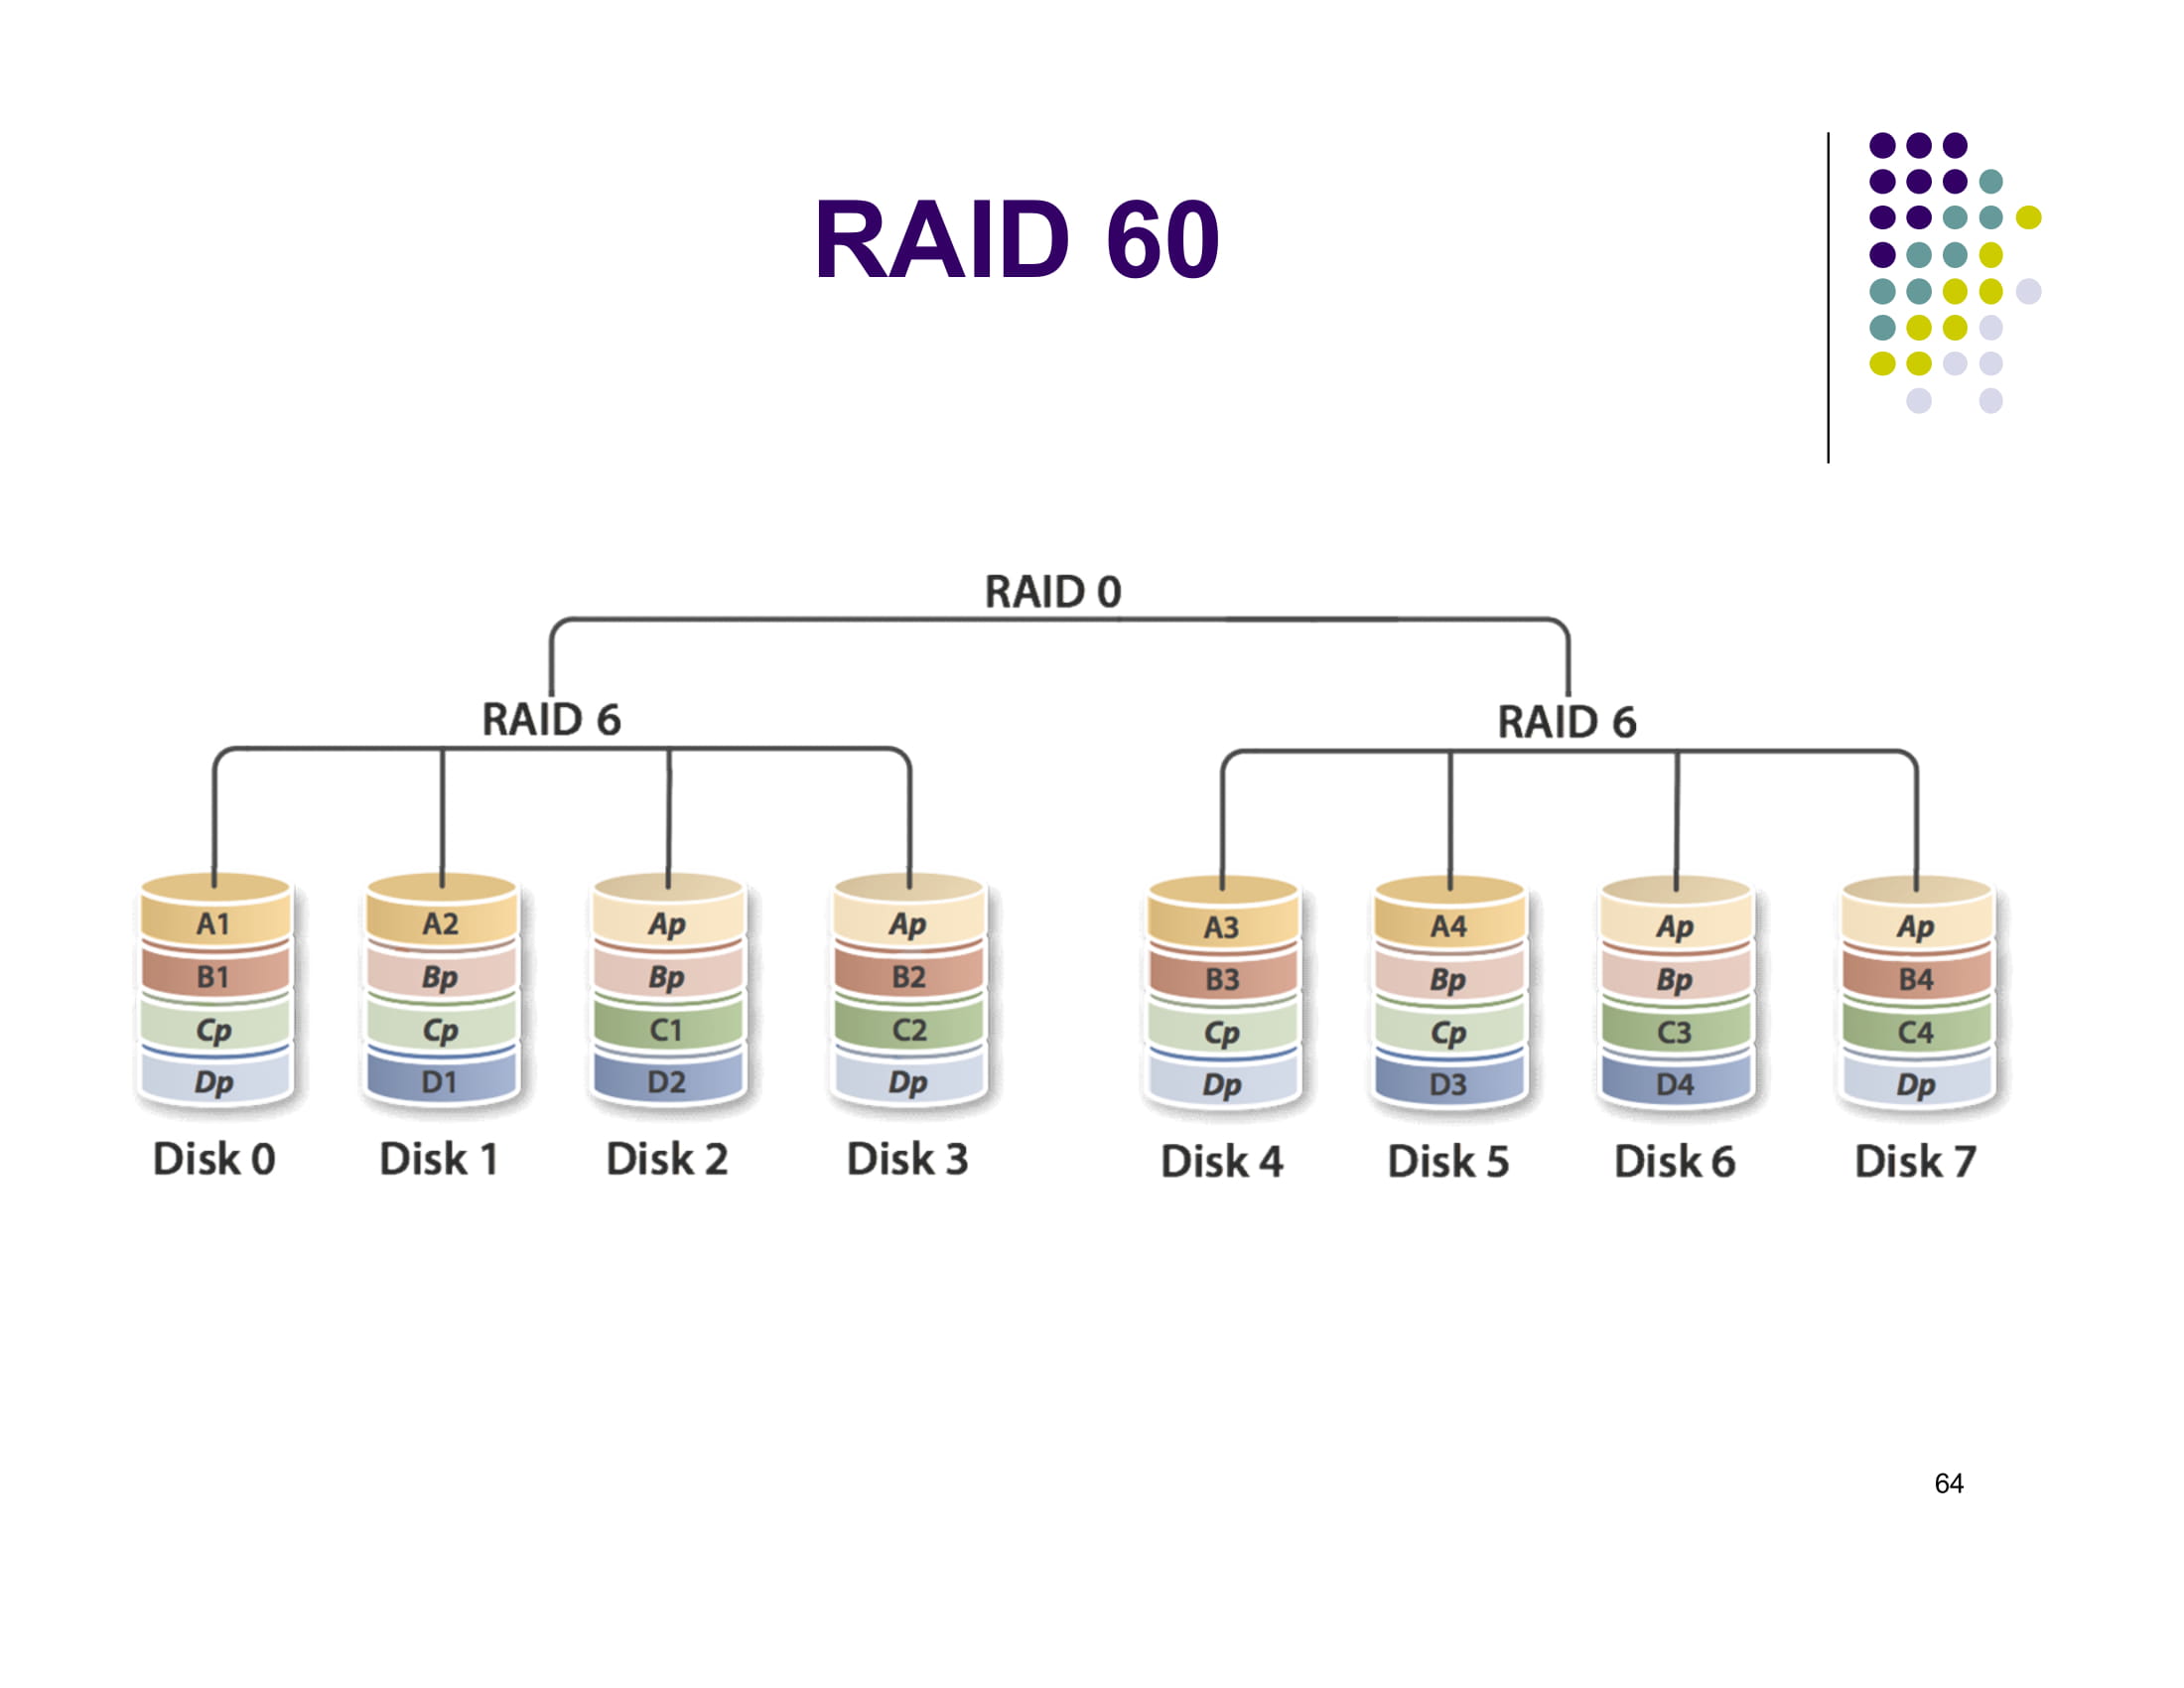 RAID 60
RAID 0
RAID 6 RAID 6
A1 A2 Ap Ap A3 A4 Ap Ap
B1 Bp Bp B2 B3 Bp Bp B4
Cp Cp C1 C2 Cp Cp C3 C4
Dp D1 D2 Dp Dp D3 D4 Dp
Disk 0 Disk 1 Disk 2 Disk 3 Disk 4 Disk 5 Disk 6 Disk 7
64